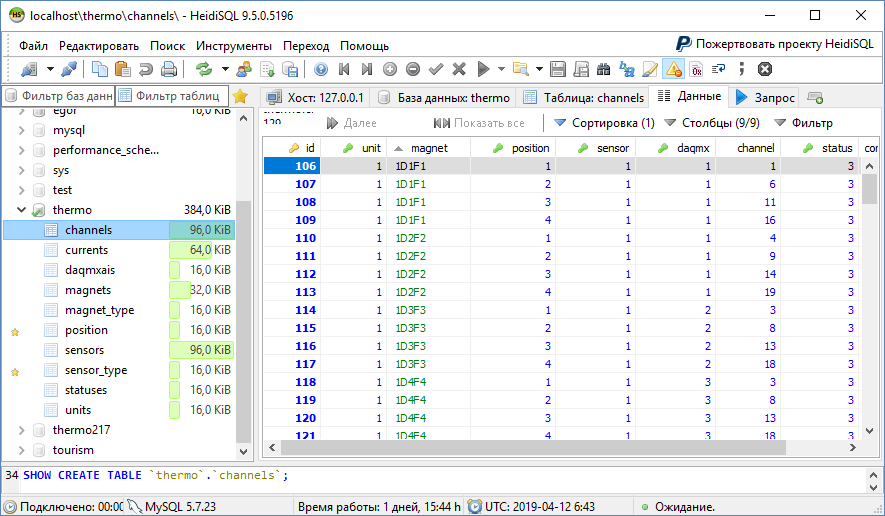 localhost\thermo\channels\ - HeidiSQL 9.5.0.5196
Файл Редактировать Поиск Инструменты Переход Помощь
Пожертвовать проекту HeidiSQL
Фильтр баз данн Фильтр таблиц
Хост: 127.0.0.1 База данных: thermo Таблица: channels Данные Запрос
egor
mysql
performance_sche...
sys
test
thermo 384,0 KiB
channels 96,0 KiB
currents 64,0 KiB
daqmxais 16,0 KiB
magnets 32,0 KiB
magnet_type 16,0 KiB
position 16,0 KiB
sensors 96,0 KiB
sensor_type 16,0 KiB
statuses 16,0 KiB
units 16,0 KiB
thermo217
tourism
Далее Показать все Сортировка (1) Столбцы (9/9) Фильтр
id unit magnet position sensor daqmx channel status con
106 1 1D1F1 1 1 1 1 3
107 1 1D1F1 2 1 1 6 3
108 1 1D1F1 3 1 1 11 3
109 1 1D1F1 4 1 1 16 3
110 1 1D2F2 1 1 1 4 3
111 1 1D2F2 2 1 1 9 3
112 1 1D2F2 3 1 1 14 3
113 1 1D2F2 4 1 1 19 3
114 1 1D3F3 1 1 2 3 3
115 1 1D3F3 2 1 2 8 3
116 1 1D3F3 3 1 2 13 3
117 1 1D3F3 4 1 2 18 3
118 1 1D4F4 1 1 3 3 3
119 1 1D4F4 2 1 3 8 3
120 1 1D4F4 3 1 3 13 3
121 1 1D4F4 4 1 3 18 3
34 SHOW CREATE TABLE `thermo`.`channels`;
Подключено: 00:00 MySQL 5.7.23 Время работы: 1 дней, 15:44 h UTC: 2019-04-12 6:43 Ожидание.